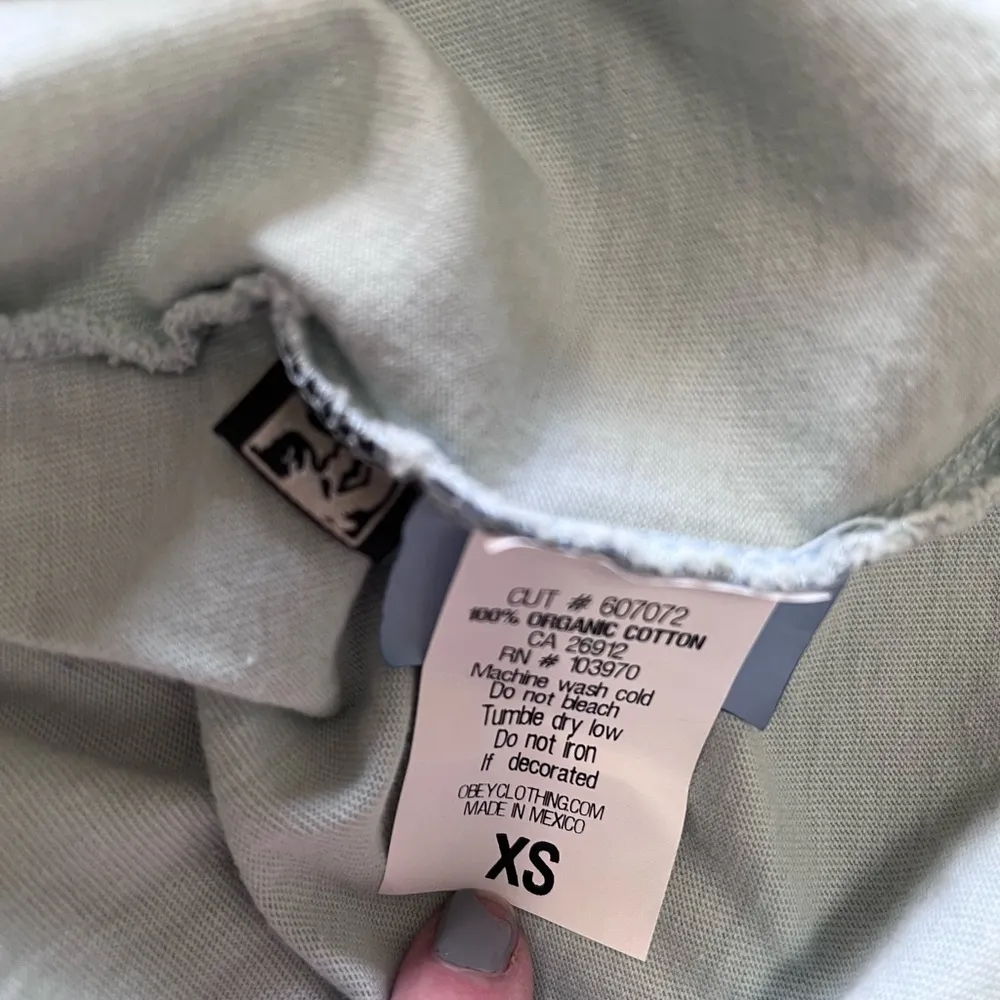 CUT # 607072
100% ORGANIC COTTON
CA 26912
RN # 103970
Machine wash cold
Do not bleach
Tumble dry low
Do not iron
If decorated
OBEYCLOTHING.COM
MADE IN MEXICO
XS